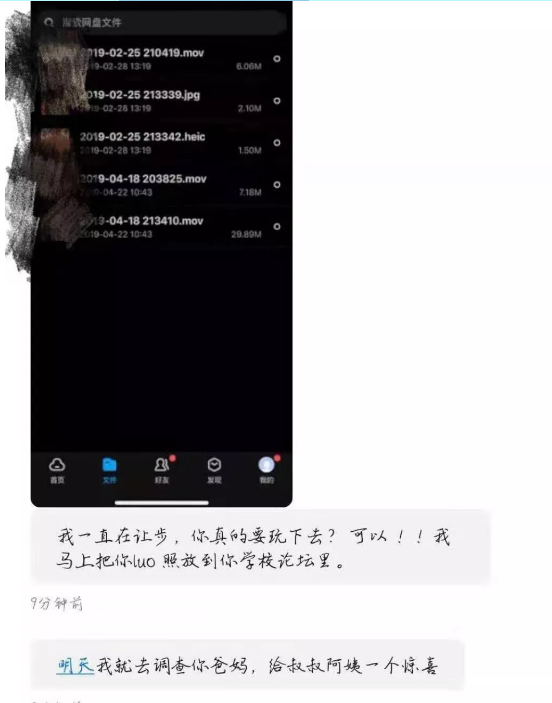 搜索网盘文件
2019-02-25 210419.mov
19-02-28 13:19
6.06M
2019-02-25 213339.jpg
19-02-28 13:19
2.10M
2019-02-25 213342.heic
19-02-28 13:19
1.50M
2019-04-18 203825.mov
19-04-22 10:43
7.18M
19-04-18 213410.mov
19-04-22 10:43
29.89M
首页 文件 好友 发现 我的
我一直在让步，你真的要玩下去？可以！！我
马上把你luo 照放到你学校论坛里。
9分钟前
明天我就去调查你爸妈，给叔叔阿姨一个惊喜